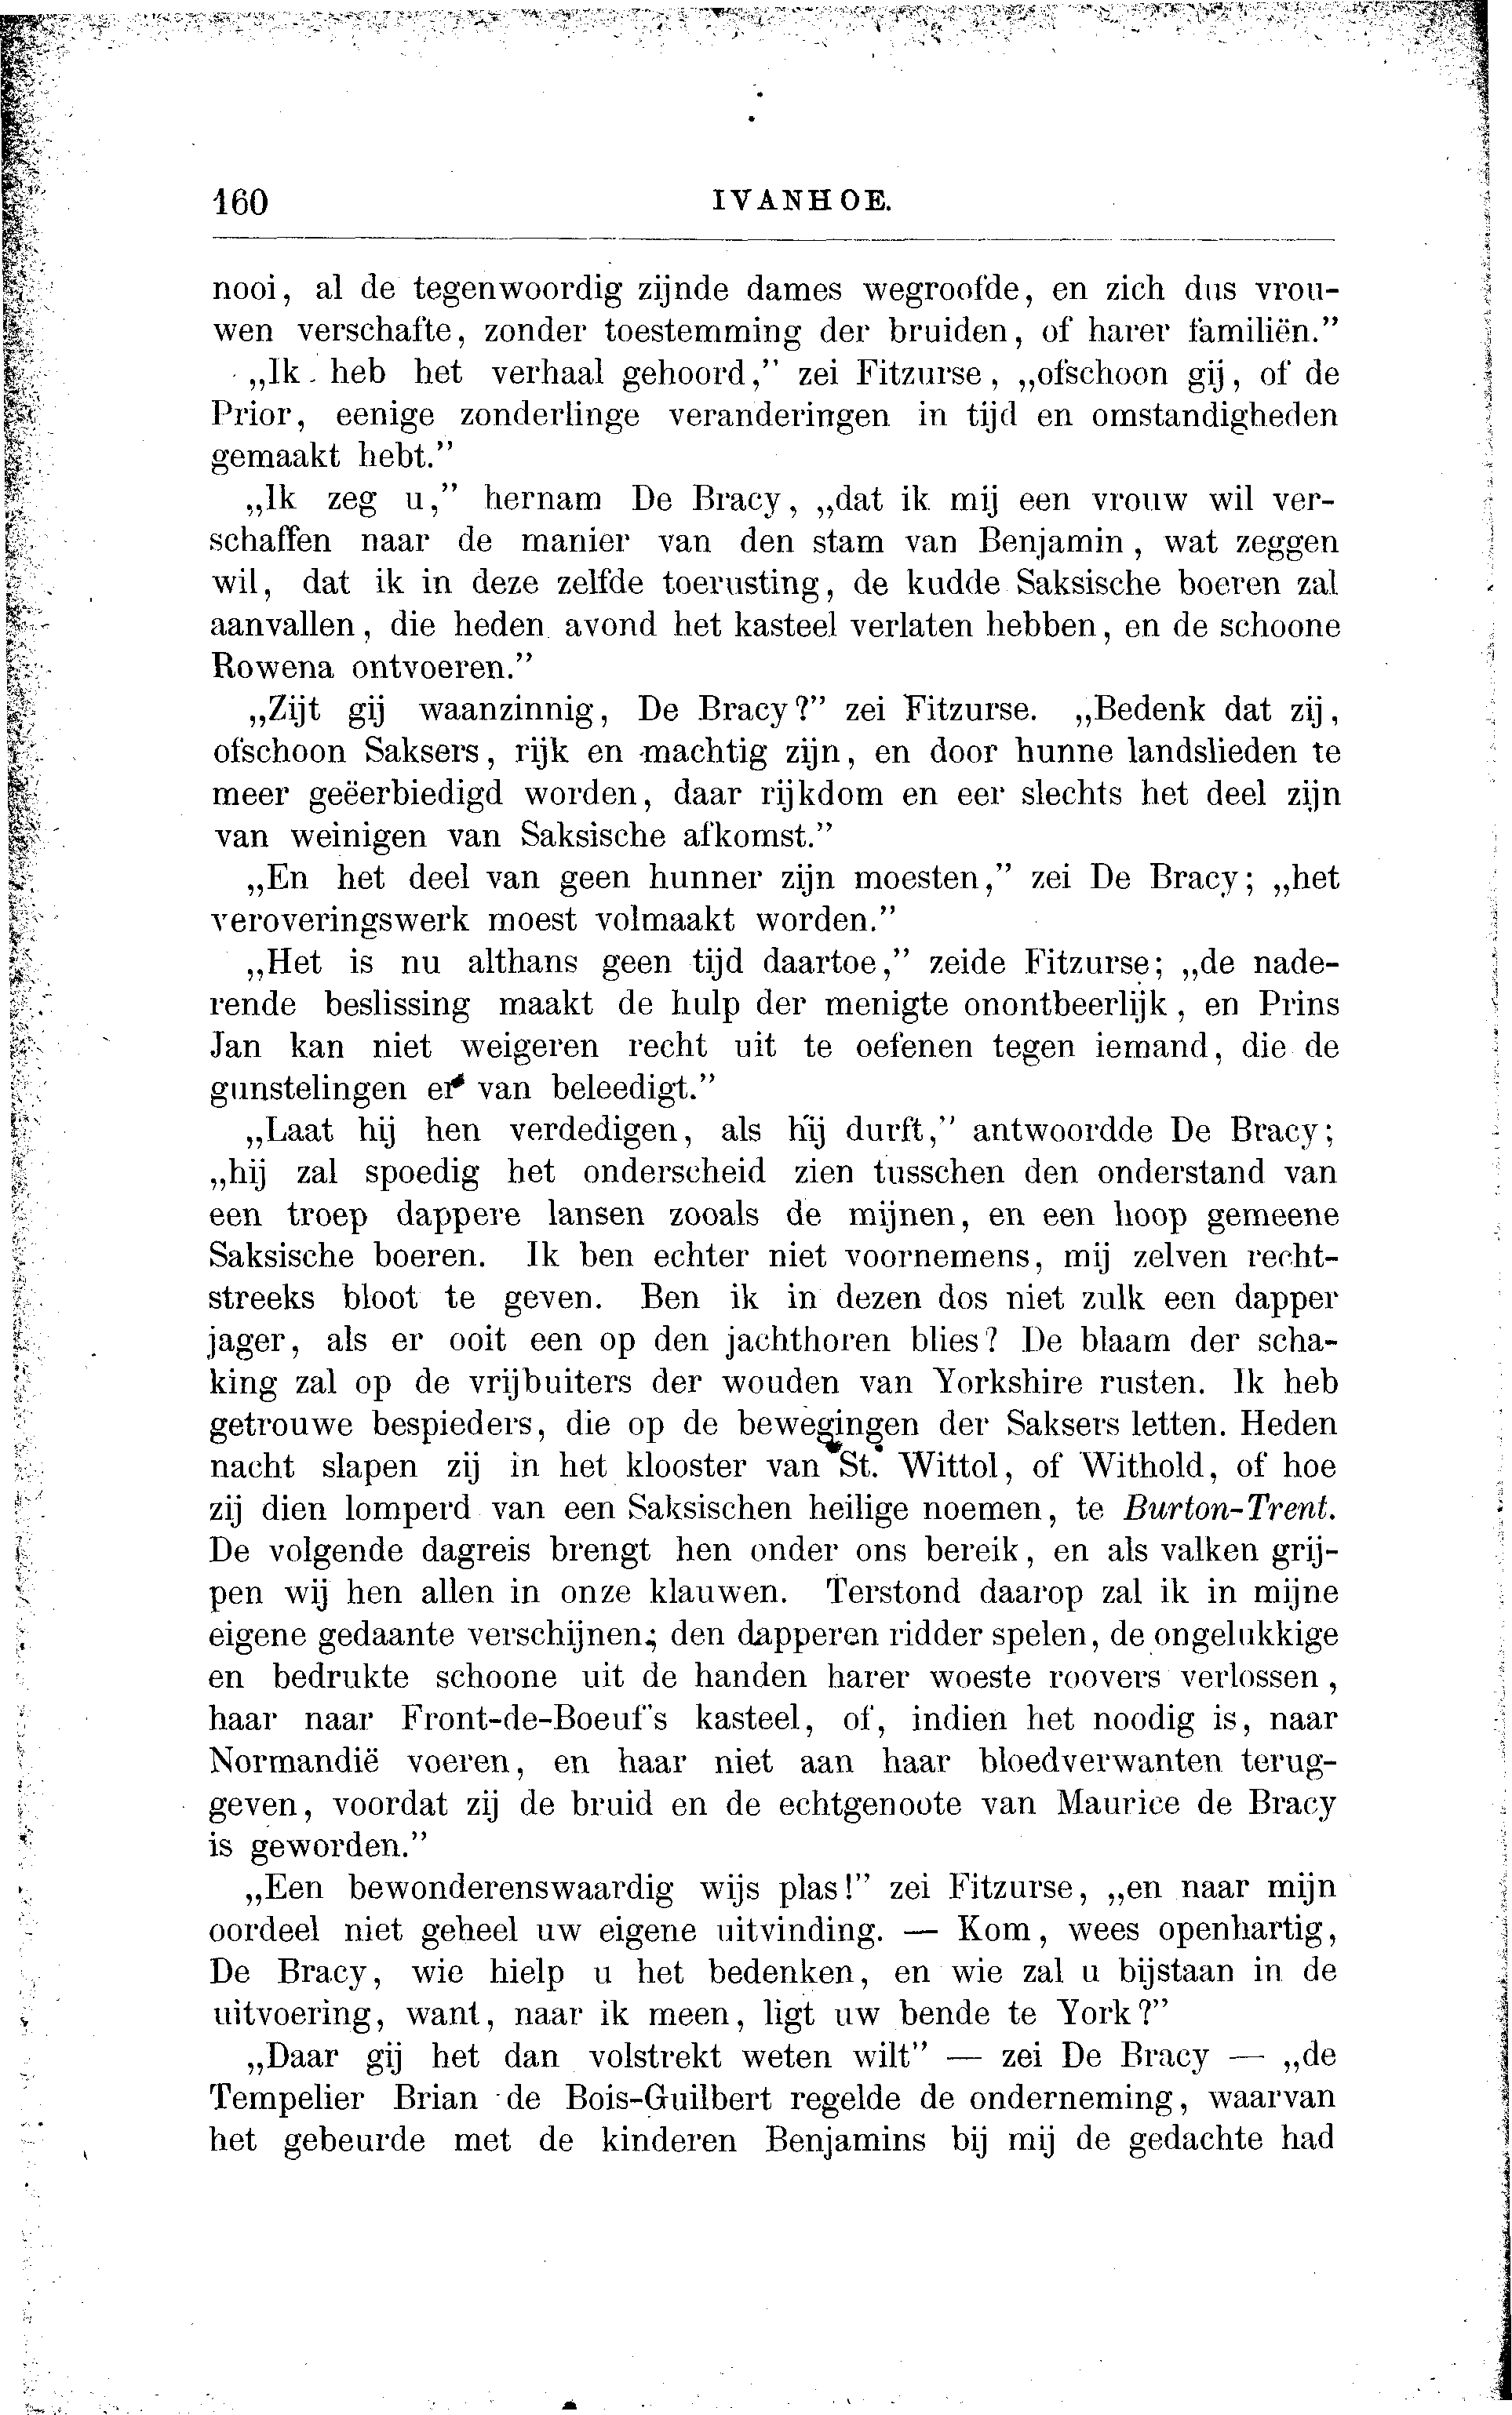 160 IVANHOE.
nooi, al de tegenwoordig zijnde dames wegroofde, en zich dus vrou-
wen verschafte, zonder toestemming der bruiden, of harer familiën.”
„Ik heb het verhaal gehoord,” zei Fitzurse, „ofschoon gij, of de
Prior, eenige zonderlinge veranderingen in tijd en omstandigheden
gemaakt hebt.”
„Ik zeg u,” hernam De Bracy, „dat ik mij een vrouw wil ver-
schaffen naar de manier van den stam van Benjamin, wat zeggen
wil, dat ik in deze zelfde toerusting, de kudde Saksische boeren zal
aanvallen, die heden avond het kasteel verlaten hebben, en de schoone
Rowena ontvoeren.”
„Zijt gij waanzinnig, De Bracy?” zei Fitzurse. „Bedenk dat zij,
ofschoon Saksers, rijk en machtig zijn, en door hunne landslieden te
meer geëerbiedigd worden, daar rijkdom en eer slechts het deel zijn
van weinigen van Saksische afkomst.”
„En het deel van geen hunner zijn moesten,” zei De Bracy; „het
veroveringswerk moest volmaakt worden.”
„Het is nu althans geen tijd daartoe,” zeide Fitzurse; „de nade-
rende beslissing maakt de hulp der menigte onontbeerlijk, en Prins
Jan kan niet weigeren recht uit te oefenen tegen iemand, die de
gunstelingen er van beleedigt.”
„Laat hij hen verdedigen, als hij durft,” antwoordde De Bracy;
„hij zal spoedig het onderscheid zien tusschen den onderstand van
een troep dappere lansen zooals de mijnen, en een hoop gemeene
Saksische boeren. Ik ben echter niet voornemens, mij zelven recht-
streeks bloot te geven. Ben ik in dezen dos niet zulk een dapper
jager, als er ooit een op den jachthoren blies? De blaam der scha-
king zal op de vrijbuiters der wouden van Yorkshire rusten. Ik heb
getrouwe bespieders, die op de bewegingen der Saksers letten. Heden
nacht slapen zij in het klooster van St. Wittol, of Withold, of hoe
zij dien lomperd van een Saksischen heilige noemen, te Burton-Trent.
De volgende dagreis brengt hen onder ons bereik, en als valken grij-
pen wij hen allen in onze klauwen. Terstond daarop zal ik in mijne
eigene gedaante verschijnen; den dapperen ridder spelen, de ongelukkige
en bedrukte schoone uit de handen harer woeste roovers verlossen,
haar naar Front-de-Boeuf's kasteel, of, indien het noodig is, naar
Normandië voeren, en haar niet aan haar bloedverwanten terug-
geven, voordat zij de bruid en de echtgenoote van Maurice de Bracy
is geworden.”
„Een bewonderenswaardig wijs plas!” zei Fitzurse, „en naar mijn
oordeel niet geheel uw eigene uitvinding. — Kom, wees openhartig,
De Bracy, wie hielp u het bedenken, en wie zal u bijstaan in de
uitvoering, want, naar ik meen, ligt uw bende te York?”
„Daar gij het dan volstrekt weten wilt” — zei De Bracy — „de
Tempelier Brian de Bois-Guilbert regelde de onderneming, waarvan
het gebeurde met de kinderen Benjamins bij mij de gedachte had